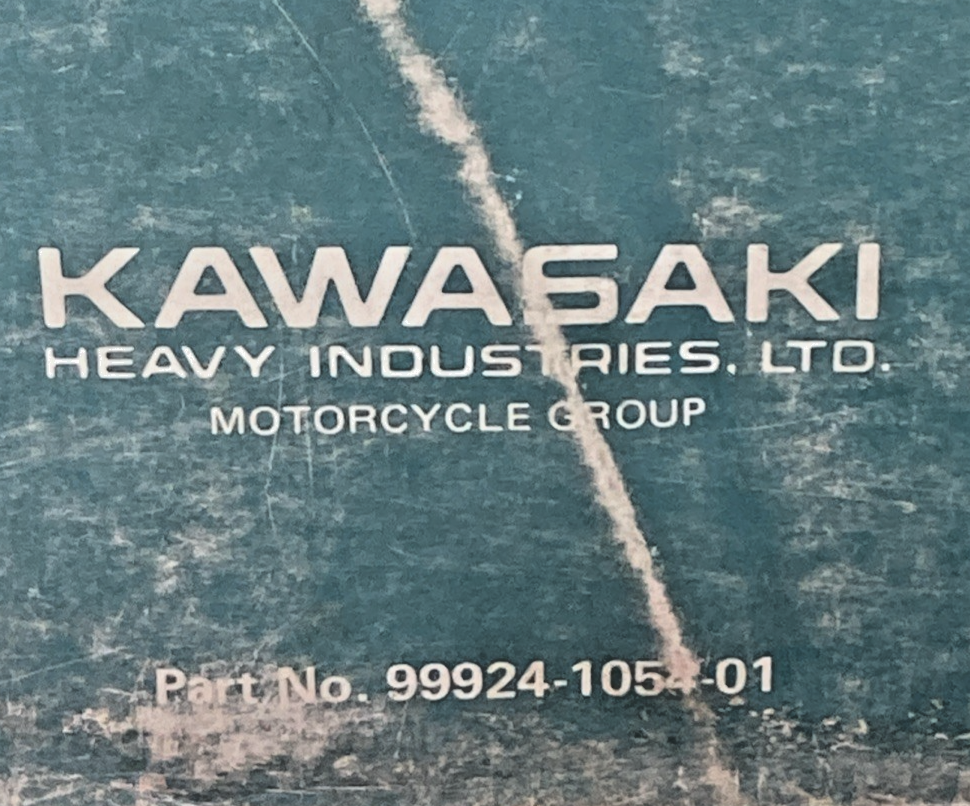 KAWASAKI
HEAVY INDUSTRIES, LTD.
MOTORCYCLE GROUP
Part No. 99924-1054-01